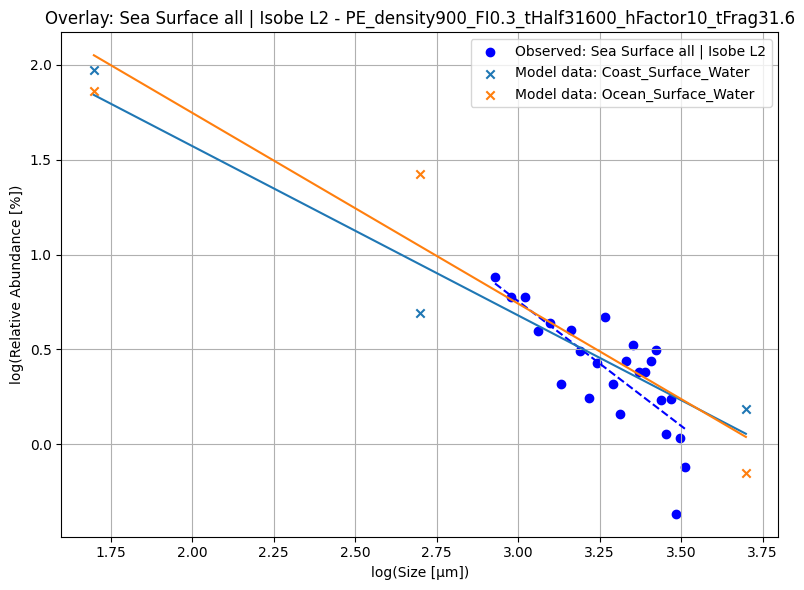 Overlay: Sea Surface all | Isobe L2 - PE_density900_FI0.3_tHalf31600_hFactor10_tFrag31.6
Observed: Sea Surface all | Isobe L2
Model data: Coast_Surface_Water
Model data: Ocean_Surface_Water
log(Relative Abundance [%])
2.0
1.5
1.0
0.5
0.0
1.75 2.00 2.25 2.50 2.75 3.00 3.25 3.50 3.75
log(Size [μm])